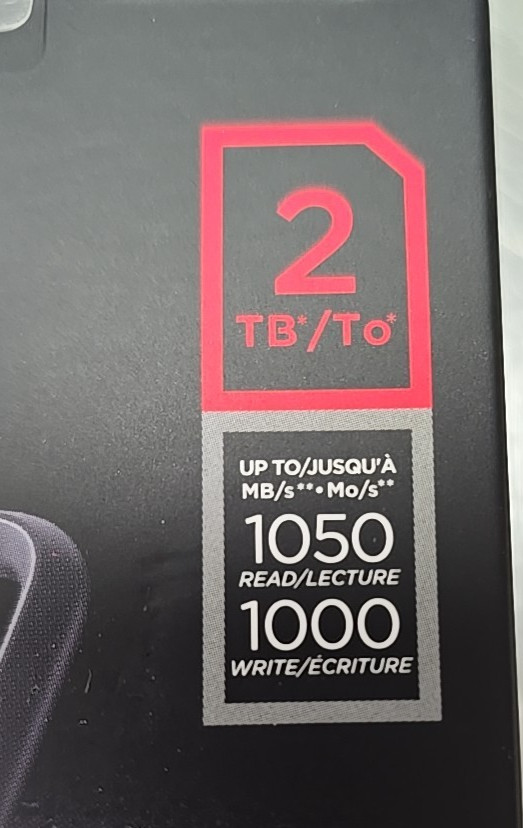 2
TB*/To*
UP TO/JUSQU'À
MB/s**•Mo/s**
1050
READ/LECTURE
1000
WRITE/ÉCRITURE